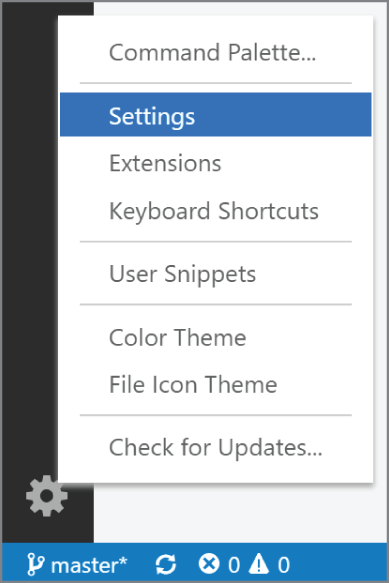 Command Palette...
Settings
Extensions
Keyboard Shortcuts
User Snippets
Color Theme
File Icon Theme
Check for Updates...
master* 0 0